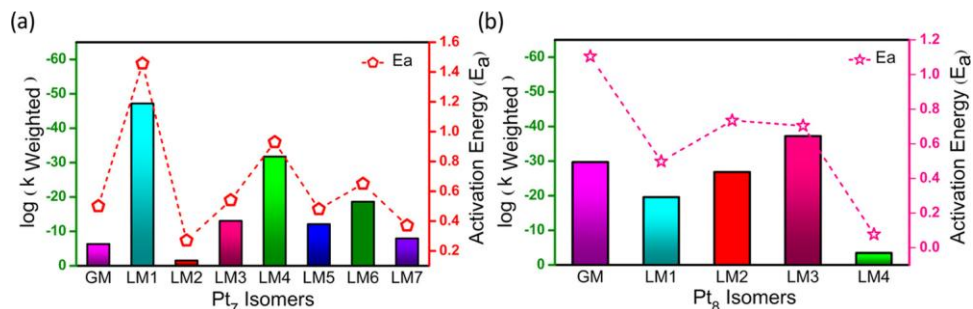 (a)
log (k Weighted)
-60
-50
-40
-30
-20
-10
0
Ea
1.6
1.4
1.2
1.0
0.8
0.6
0.4
0.2
Activation Energy (Ea)
GM LM1 LM2 LM3 LM4 LM5 LM6 LM7
Pt7 Isomers
(b)
log (k Weighted)
-60
-50
-40
-30
-20
-10
0
Ea
1.2
1.0
0.8
0.6
0.4
0.2
0.0
Activation Energy (Ea)
GM LM1 LM2 LM3 LM4
Pt8 Isomers